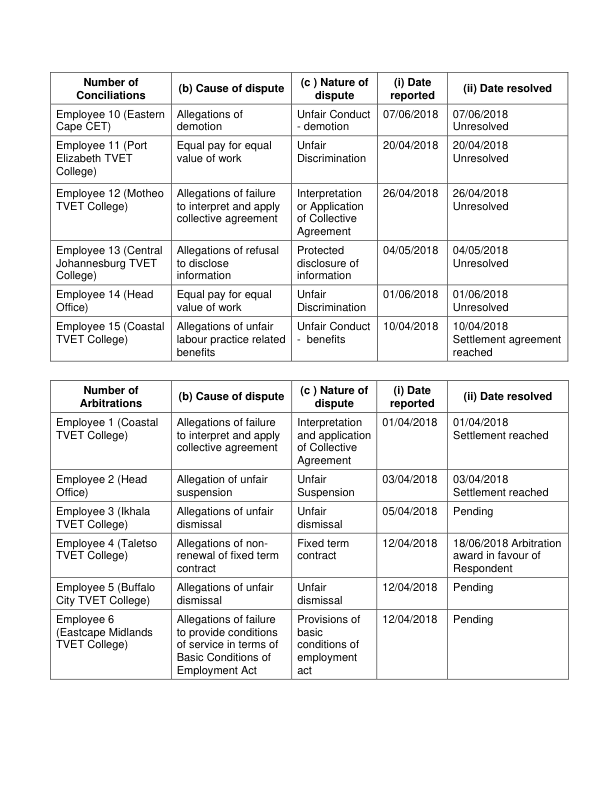 Number of Conciliations (b) Cause of dispute (c ) Nature of dispute (i) Date reported (ii) Date resolved
Employee 10 (Eastern Cape CET) Allegations of demotion Unfair Conduct - demotion 07/06/2018 07/06/2018 Unresolved
Employee 11 (Port Elizabeth TVET College) Equal pay for equal value of work Unfair Discrimination 20/04/2018 20/04/2018 Unresolved
Employee 12 (Motheo TVET College) Allegations of failure to interpret and apply collective agreement Interpretation or Application of Collective Agreement 26/04/2018 26/04/2018 Unresolved
Employee 13 (Central Johannesburg TVET College) Allegations of refusal to disclose information Protected disclosure of information 04/05/2018 04/05/2018 Unresolved
Employee 14 (Head Office) Equal pay for equal value of work Unfair Discrimination 01/06/2018 01/06/2018 Unresolved
Employee 15 (Coastal TVET College) Allegations of unfair labour practice related benefits Unfair Conduct - benefits 10/04/2018 10/04/2018 Settlement agreement reached
Number of Arbitrations (b) Cause of dispute (c ) Nature of dispute (i) Date reported (ii) Date resolved
Employee 1 (Coastal TVET College) Allegations of failure to interpret and apply collective agreement Interpretation and application of Collective Agreement 01/04/2018 01/04/2018 Settlement reached
Employee 2 (Head Office) Allegation of unfair suspension Unfair Suspension 03/04/2018 03/04/2018 Settlement reached
Employee 3 (Ikhala TVET College) Allegations of unfair dismissal Unfair dismissal 05/04/2018 Pending
Employee 4 (Taletso TVET College) Allegations of non-renewal of fixed term contract Fixed term contract 12/04/2018 18/06/2018 Arbitration award in favour of Respondent
Employee 5 (Buffalo City TVET College) Allegations of unfair dismissal Unfair dismissal 12/04/2018 Pending
Employee 6 (Eastcape Midlands TVET College) Allegations of failure to provide conditions of service in terms of Basic Conditions of Employment Act Provisions of basic conditions of employment act 12/04/2018 Pending